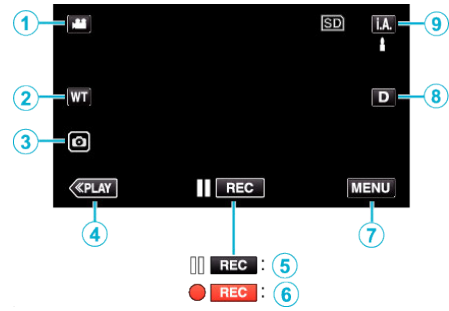 1 SD I.A. 9
2 WT D 8
3
≪PLAY REC MENU
4 7
REC : 5
REC : 6